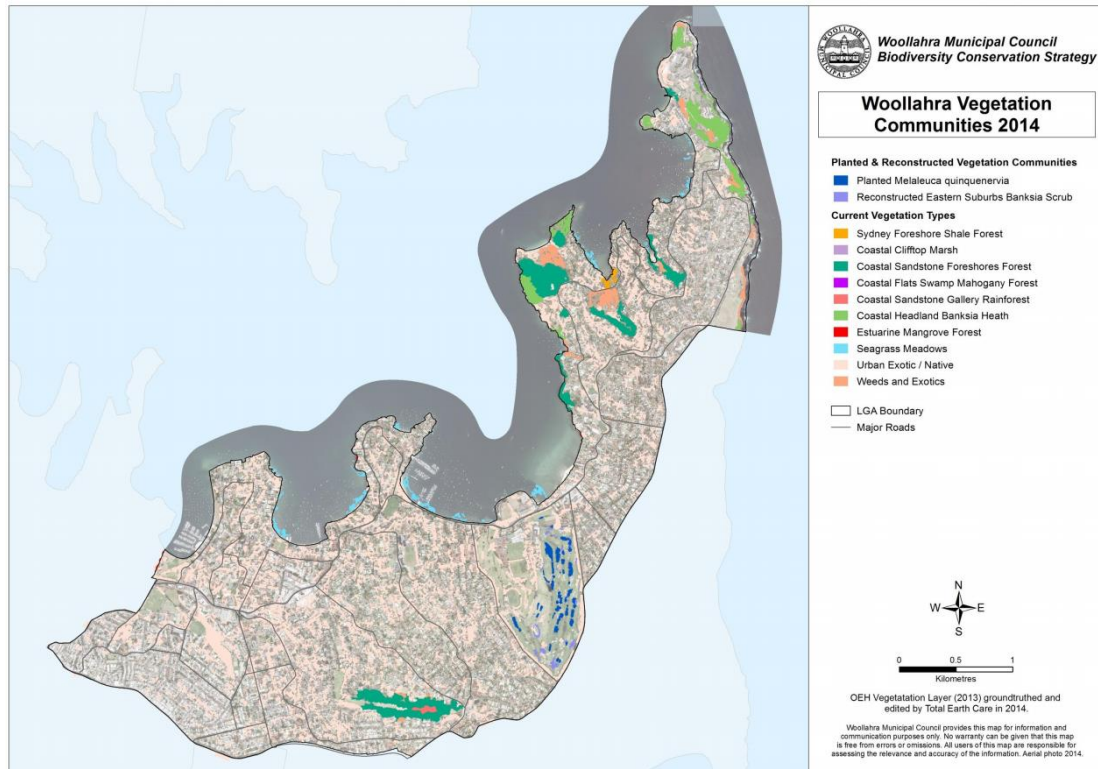 WOOLLAHRA MUNICIPAL COUNCIL
Woollahra Municipal Council
Biodiversity Conservation Strategy
Woollahra Vegetation
Communities 2014
Planted & Reconstructed Vegetation Communities
Planted Melaleuca quinquenervia
Reconstructed Eastern Suburbs Banksia Scrub
Current Vegetation Types
Sydney Foreshore Shale Forest
Coastal Clifftop Marsh
Coastal Sandstone Foreshores Forest
Coastal Flats Swamp Mahogany Forest
Coastal Sandstone Gallery Rainforest
Coastal Headland Banksia Heath
Estuarine Mangrove Forest
Seagrass Meadows
Urban Exotic / Native
Weeds and Exotics
LGA Boundary
Major Roads
N
W E
S
0 0.5 1
Kilometres
OEH Vegetatation Layer (2013) groundtruthed and
edited by Total Earth Care in 2014.
Woollahra Municipal Council provides this map for information and
communication purposes only. No warranty can be given that this map
is free from errors or omissions. All users of this map are responsible for
assessing the relevance and accuracy of the information. Aerial photo 2014.